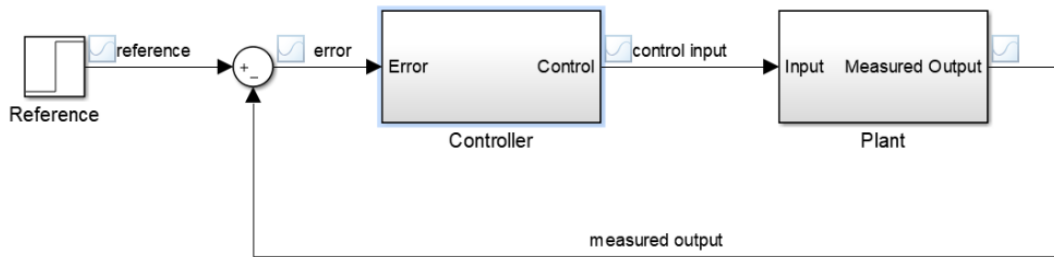 reference
error
control input
+
−
Error
Control
Input
Measured Output
Reference
Controller
Plant
measured output